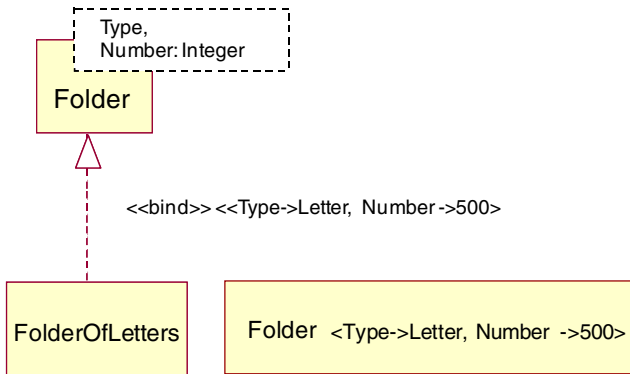 Type,
Number: Integer
Folder
<<bind>> <<Type->Letter, Number ->500>
FolderOfLetters
Folder <Type->Letter, Number ->500>